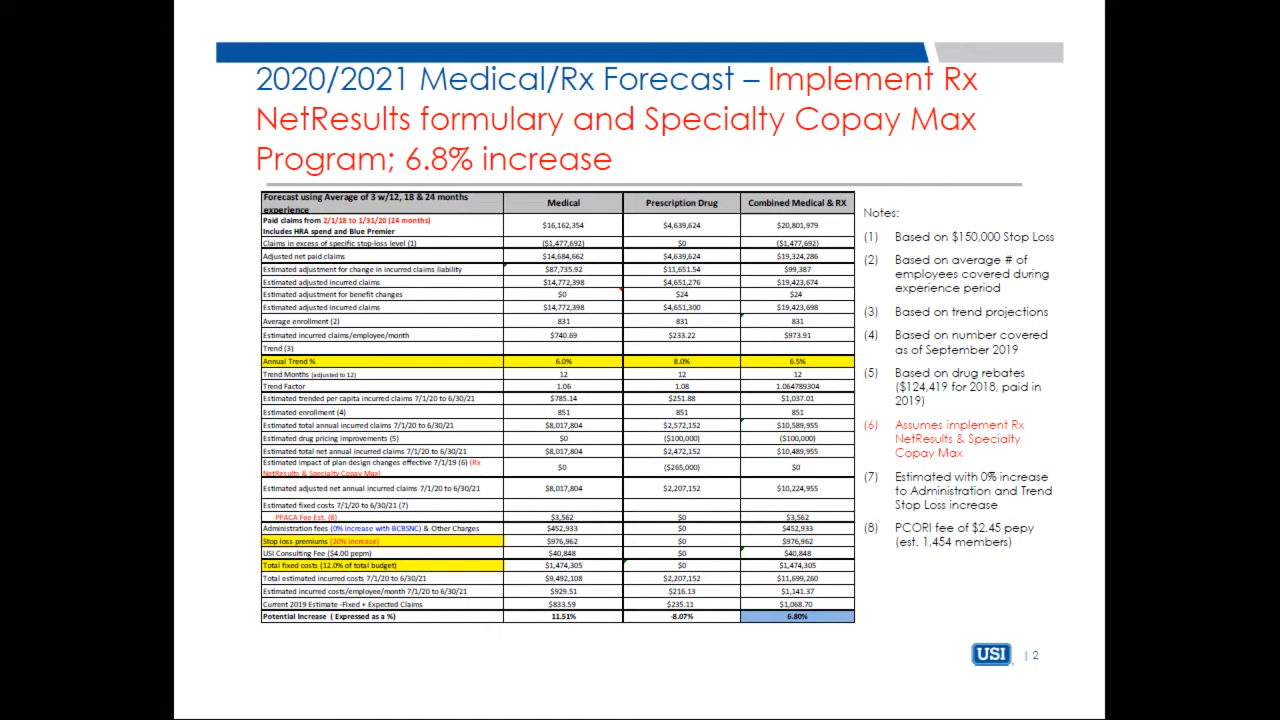 2020/2021 Medical/Rx Forecast – Implement Rx
NetResults formulary and Specialty Copay Max
Program; 6.8% increase
Forecast using Average of 3 w/12, 18 & 24 months
experience Medical Prescription Drug Combined Medical & RX
Paid claims from 2/1/18 to 1/31/20 (24 months)
Includes HRA spend and Blue Premier $16,162,354 $4,639,624 $20,801,979
Claims in excess of specific stop-loss level (1) ($1,477,692) $0 ($1,477,692)
Adjusted net paid claims $14,684,662 $4,639,624 $19,324,286
Estimated adjustment for change in incurred claims liability $87,735.92 $11,651.54 $99,387
Estimated adjusted incurred claims $14,772,398 $4,651,276 $19,423,674
Estimated adjustment for benefit changes $0 $24 $24
Estimated adjusted incurred claims $14,772,398 $4,651,300 $19,423,698
Average enrollment (2) 831 831 831
Estimated incurred claims/employee/month $740.69 $233.22 $973.91
Trend (3)
Annual Trend % 6.0% 8.0% 6.5%
Trend Months (adjusted to 12) 12 12 12
Trend Factor 1.06 1.08 1.064789304
Estimated trended per capita incurred claims 7/1/20 to 6/30/21 $785.14 $251.88 $1,037.01
Estimated enrollment (4) 851 851 851
Estimated total annual incurred claims 7/1/20 to 6/30/21 $8,017,804 $2,572,152 $10,589,955
Estimated drug pricing improvements (5) $0 ($100,000) ($100,000)
Estimated total net annual incurred claims 7/1/20 to 6/30/21 $8,017,804 $2,472,152 $10,489,955
Estimated impact of plan design changes effective 7/1/19 (6) (Rx
NetResults & Specialty Copay Max) $0 ($265,000) $0
Estimated adjusted net annual incurred claims 7/1/20 to 6/30/21 $8,017,804 $2,207,152 $10,224,955
Estimated fixed costs 7/1/20 to 6/30/21 (7)
PPACA Fee Est. (8) $3,562 $0 $3,562
Administration fees (0% increase with BCBSNC) & Other Charges $452,933 $0 $452,933
Stop loss premiums (20% increase) $976,962 $0 $976,962
USI Consulting Fee ($4.00 pepm) $40,848 $0 $40,848
Total fixed costs (12.0% of total budget) $1,474,305 $0 $1,474,305
Total estimated incurred costs 7/1/20 to 6/30/21 $9,492,108 $2,207,152 $11,699,260
Estimated incurred costs/employee/month 7/1/20 to 6/30/21 $929.51 $216.13 $1,141.37
Current 2019 Estimate -Fixed + Expected Claims $833.59 $235.11 $1,068.70
Potential Increase ( Expressed as a %) 11.51% -8.07% 6.80%
Notes:
(1) Based on $150,000 Stop Loss
(2) Based on average # of
employees covered during
experience period
(3) Based on trend projections
(4) Based on number covered
as of September 2019
(5) Based on drug rebates
($124,419 for 2018, paid in
2019)
(6) Assumes implement Rx
NetResults & Specialty
Copay Max
(7) Estimated with 0% increase
to Administration and Trend
Stop Loss increase
(8) PCORI fee of $2.45 pepy
(est. 1,454 members)
USI | 2